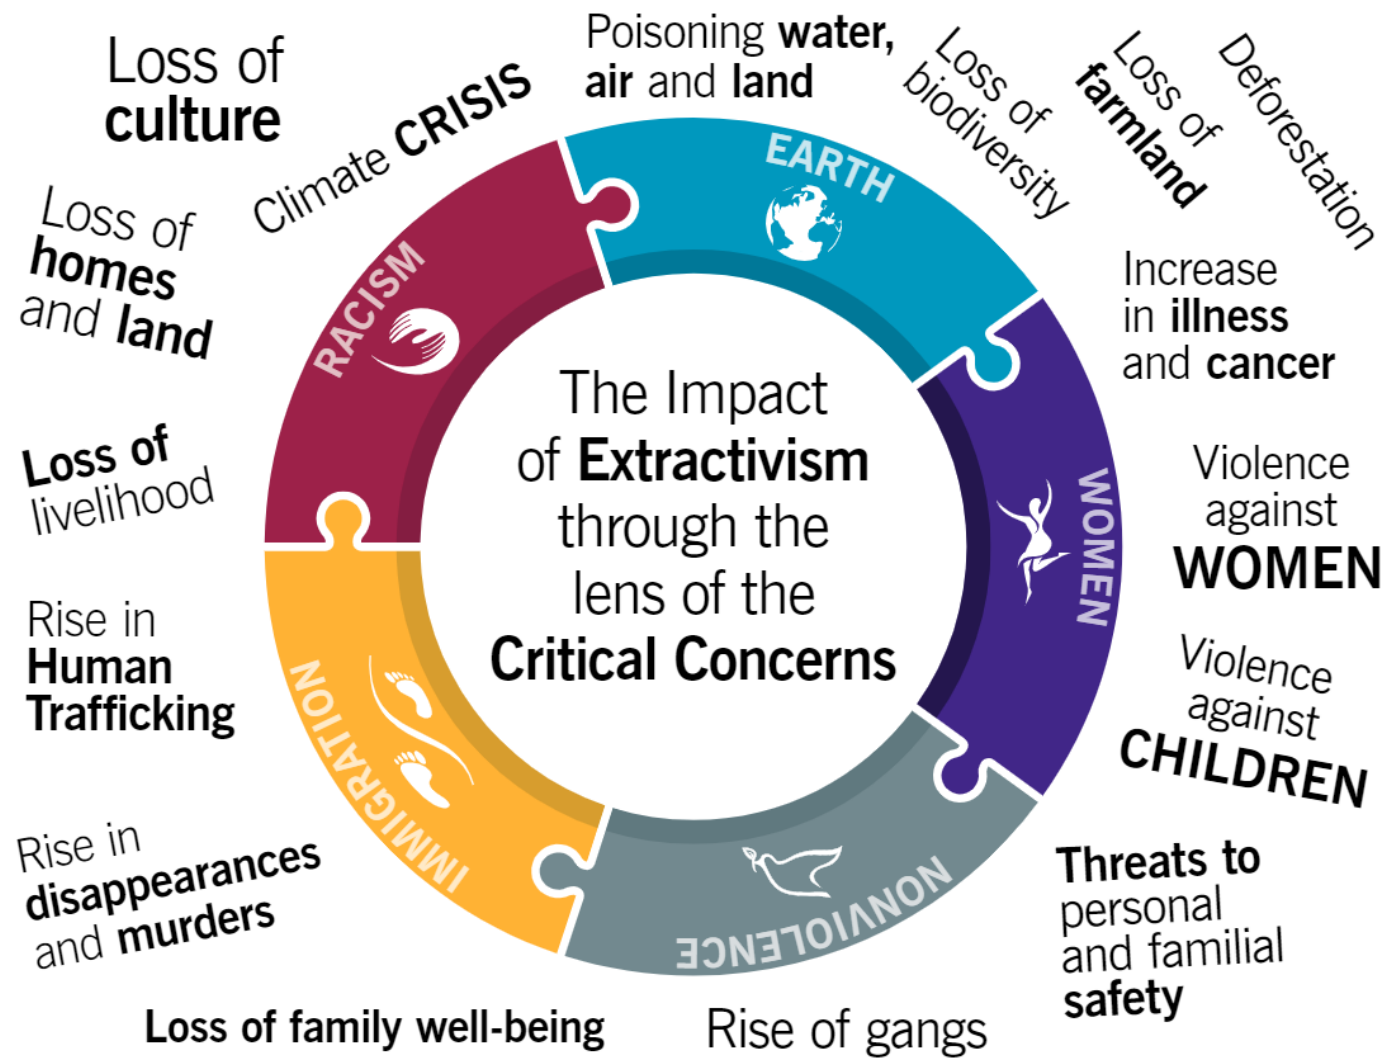 Loss of
culture
Climate CRISIS
Poisoning water,
air and land
Loss of
biodiversity
Loss of
farmland
Deforestation
Loss of
homes
and land
Increase
in illness
and cancer
Loss of
livelihood
Violence
against
WOMEN
Rise in
Human
Trafficking
Violence
against
CHILDREN
Rise in
disappearances
and murders
Threats to
personal
and familial
safety
Loss of family well-being
Rise of gangs
EARTH
WOMEN
NONVIOLENCE
IMMIGRATION
RACISM
The Impact
of Extractivism
through the
lens of the
Critical Concerns